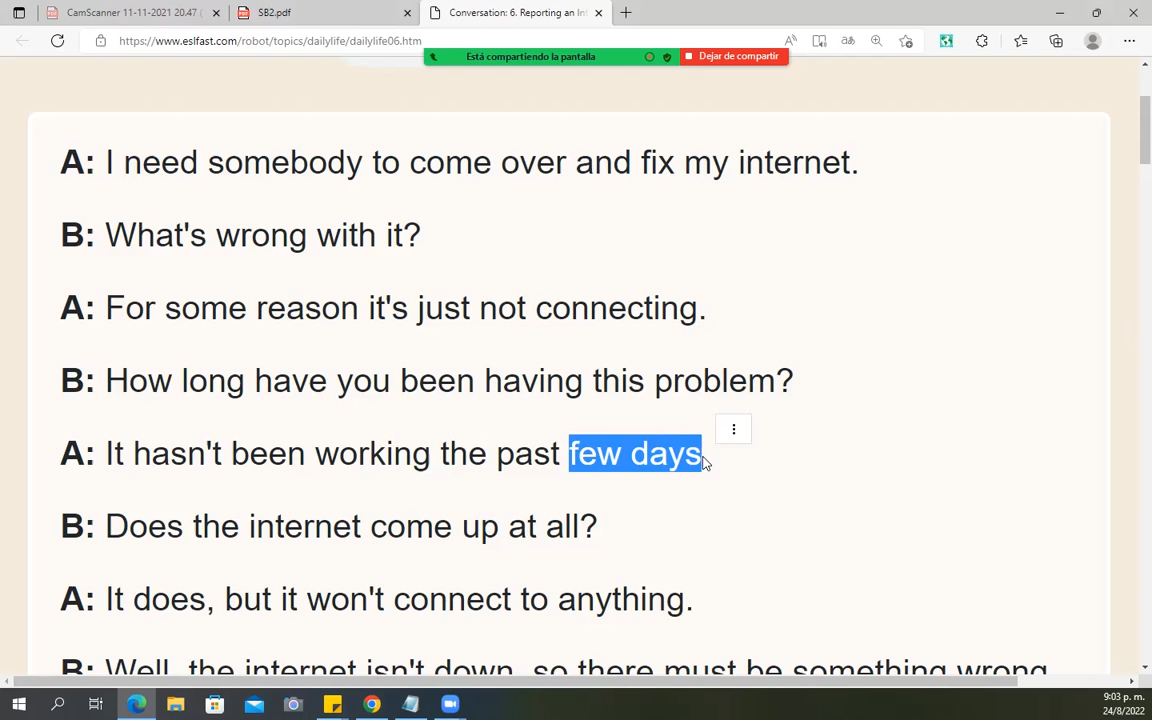 CamScanner 11-11-2021 20.47 (
SB2.pdf
Conversation: 6. Reporting an In
https://www.eslfast.com/robot/topics/dailylife/dailylife06.htm
Está compartiendo la pantalla
Dejar de compartir
A: I need somebody to come over and fix my internet.
B: What's wrong with it?
A: For some reason it's just not connecting.
B: How long have you been having this problem?
A: It hasn't been working the past few days.
B: Does the internet come up at all?
A: It does, but it won't connect to anything.
B: Well, the internet isn't down, so there must be something wrong
9:03 p. m.
24/8/2022